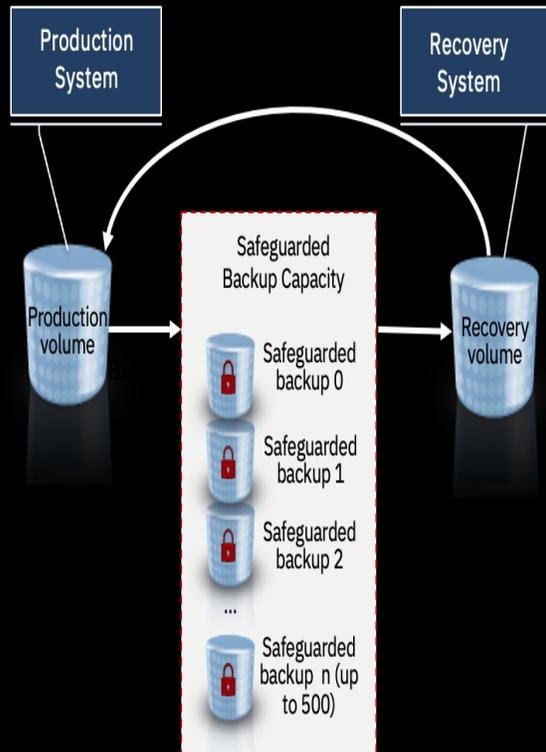 Production
System
Recovery
System
Safeguarded
Backup Capacity
Production
volume
Recovery
volume
Safeguarded
backup 0
Safeguarded
backup 1
Safeguarded
backup 2
...
Safeguarded
backup n (up
to 500)